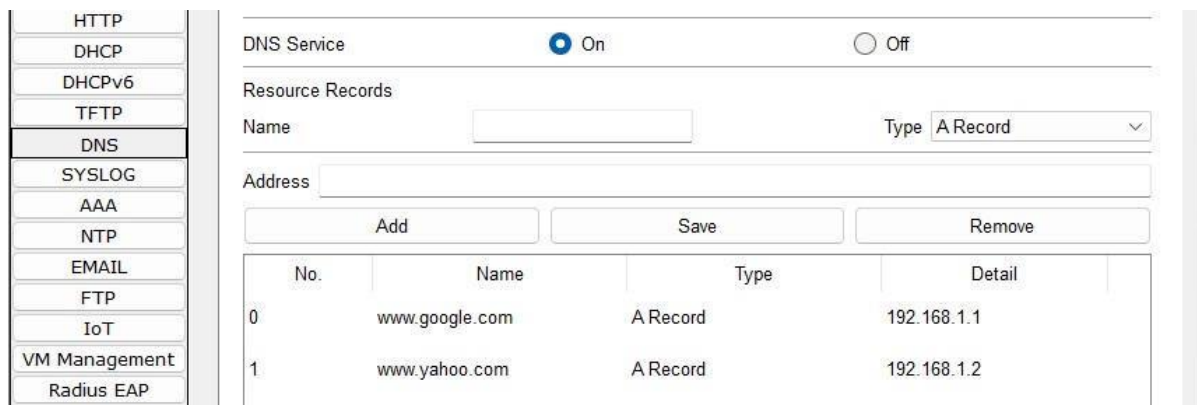 HTTP
DHCP
DHCPv6
TFTP
DNS
SYSLOG
AAA
NTP
EMAIL
FTP
IoT
VM Management
Radius EAP
DNS Service On Off
Resource Records
Name Type A Record
Address
Add Save Remove
No. Name Type Detail
0 www.google.com A Record 192.168.1.1
1 www.yahoo.com A Record 192.168.1.2